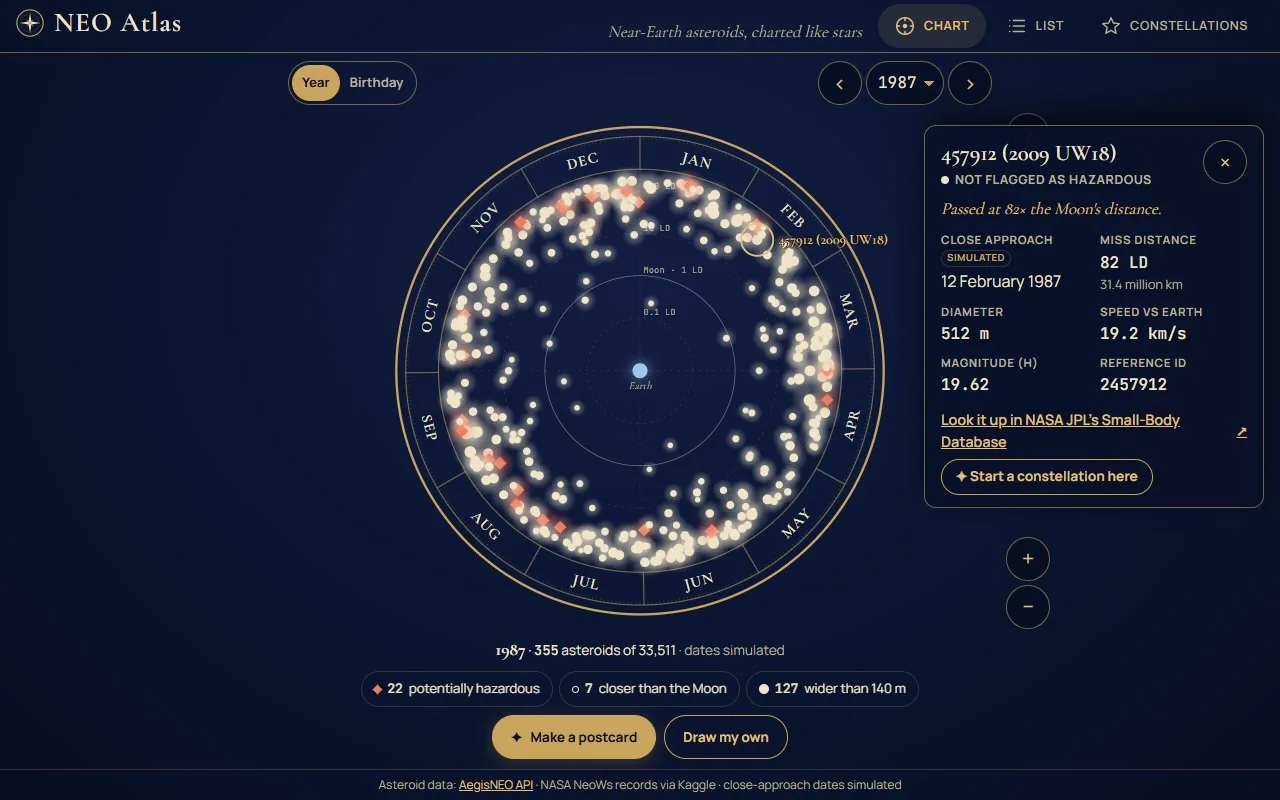 NEO Atlas
Near-Earth asteroids, charted like stars
CHART
LIST
CONSTELLATIONS
Year
Birthday
1987
DEC
JAN
NOV
FEB
OCT
MAR
SEP
APR
AUG
MAY
JUL
JUN
LD
457912 (2009 UW18)
Moon · 1 LD
0.1 LD
Earth
457912 (2009 UW18)
×
NOT FLAGGED AS HAZARDOUS
Passed at 82× the Moon's distance.
CLOSE APPROACH
SIMULATED
12 February 1987
MISS DISTANCE
82 LD
31.4 million km
DIAMETER
512 m
SPEED VS EARTH
19.2 km/s
MAGNITUDE (H)
19.62
REFERENCE ID
2457912
Look it up in NASA JPL's Small-Body
Database ↗
✦ Start a constellation here
+
−
1987 · 355 asteroids of 33,511 · dates simulated
22 potentially hazardous
7 closer than the Moon
127 wider than 140 m
✦ Make a postcard
Draw my own
Asteroid data: AegisNEO API · NASA NeoWs records via Kaggle · close-approach dates simulated